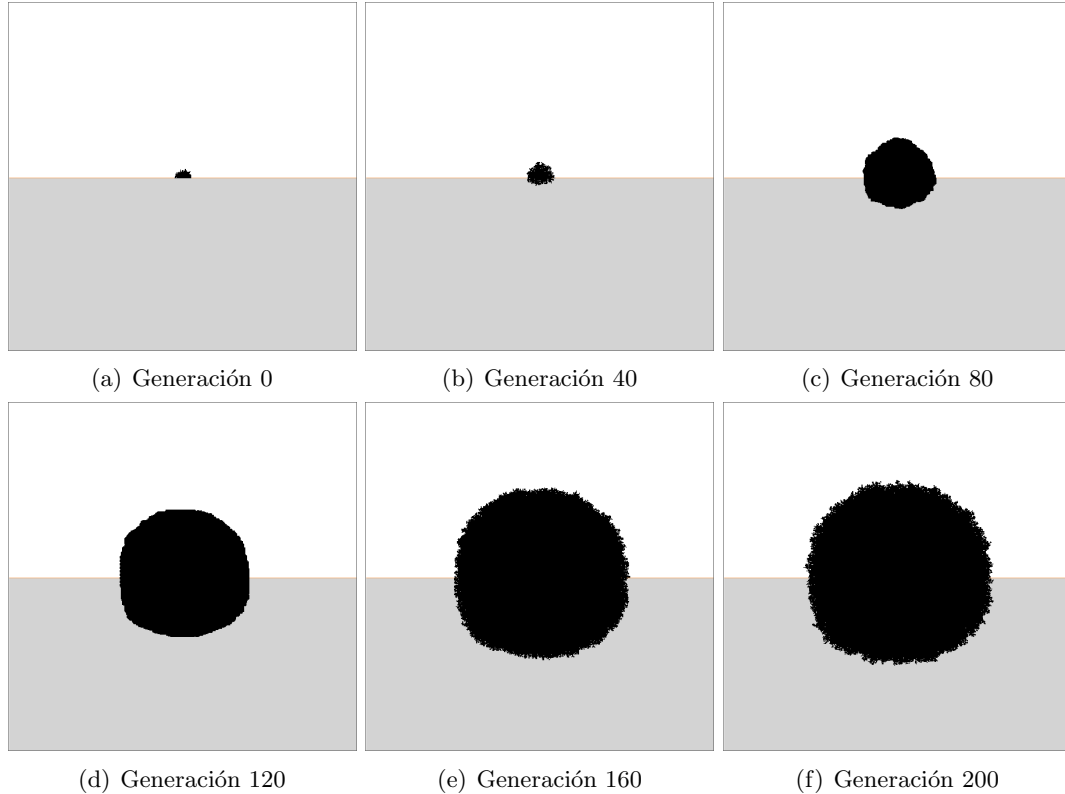 (a) Generación 0
(b) Generación 40
(c) Generación 80
(d) Generación 120
(e) Generación 160
(f) Generación 200